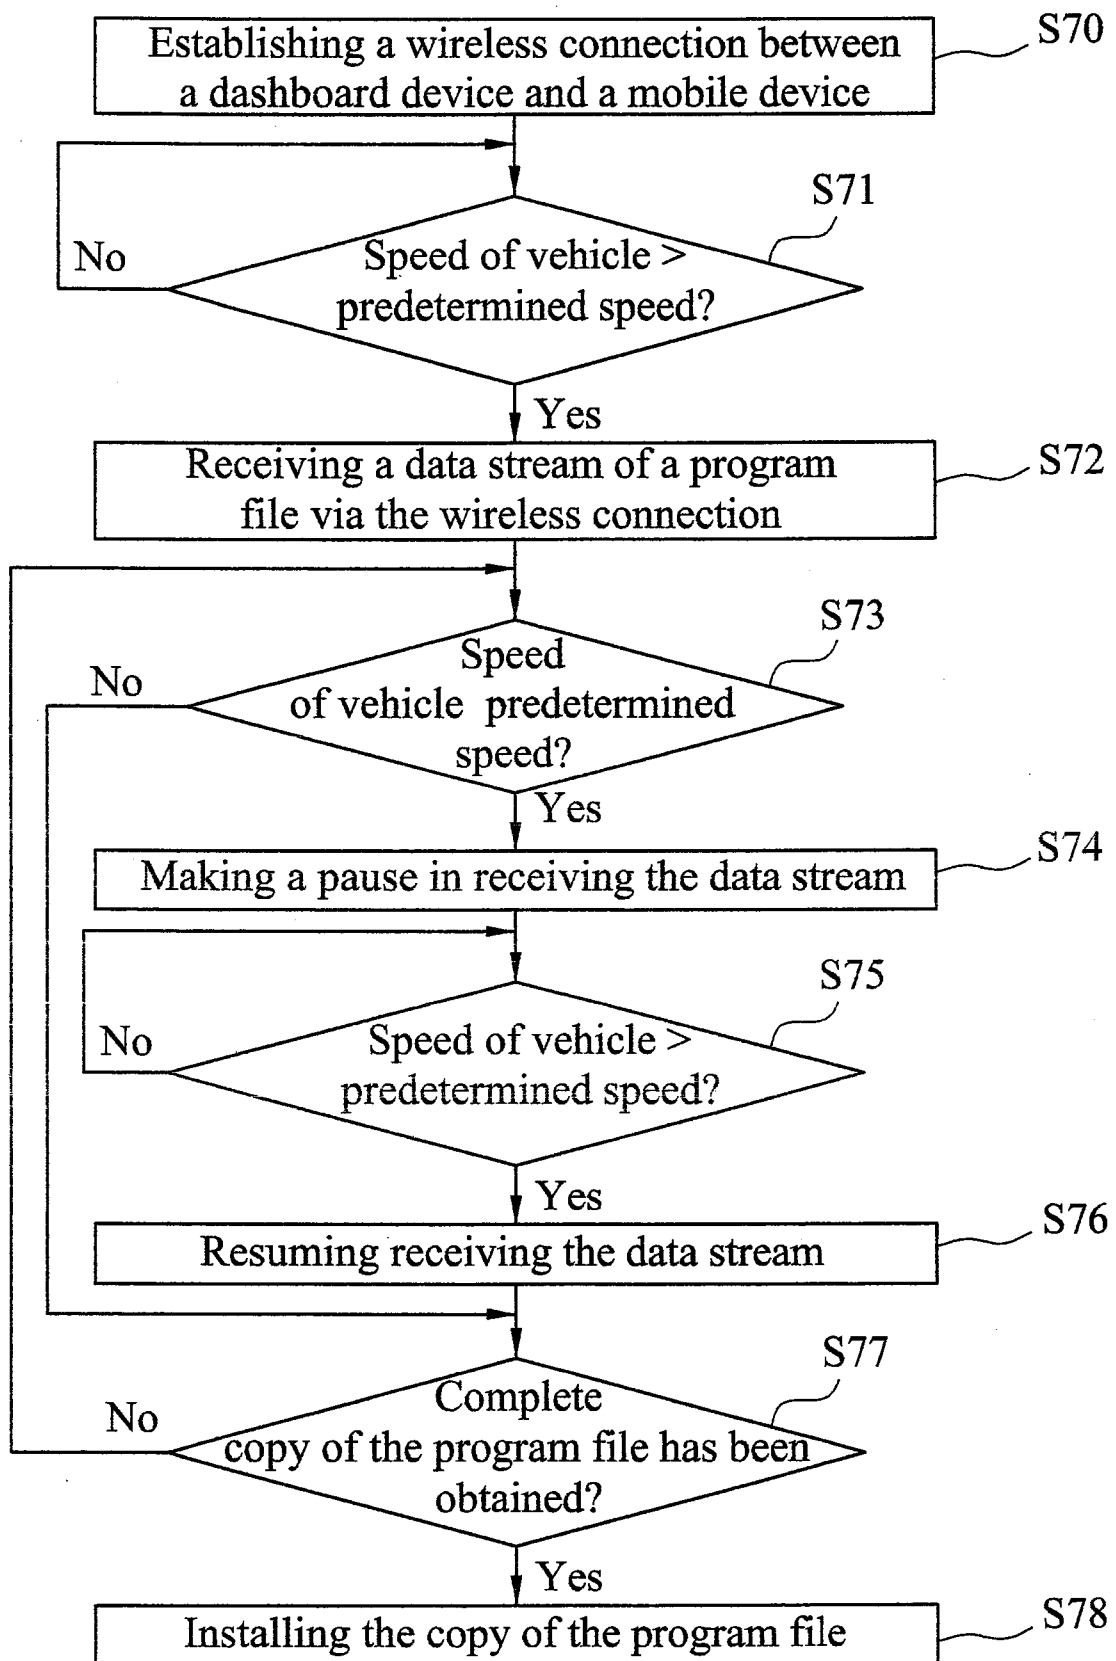 Establishing a wireless connection between
a dashboard device and a mobile device
S70
S71
Speed of vehicle >
predetermined speed?
No
Yes
Receiving a data stream of a program
file via the wireless connection
S72
S73
Speed
of vehicle predetermined
speed?
No
Yes
Making a pause in receiving the data stream
S74
S75
Speed of vehicle >
predetermined speed?
No
Yes
Resuming receiving the data stream
S76
S77
Complete
copy of the program file has been
obtained?
No
Yes
Installing the copy of the program file
S78